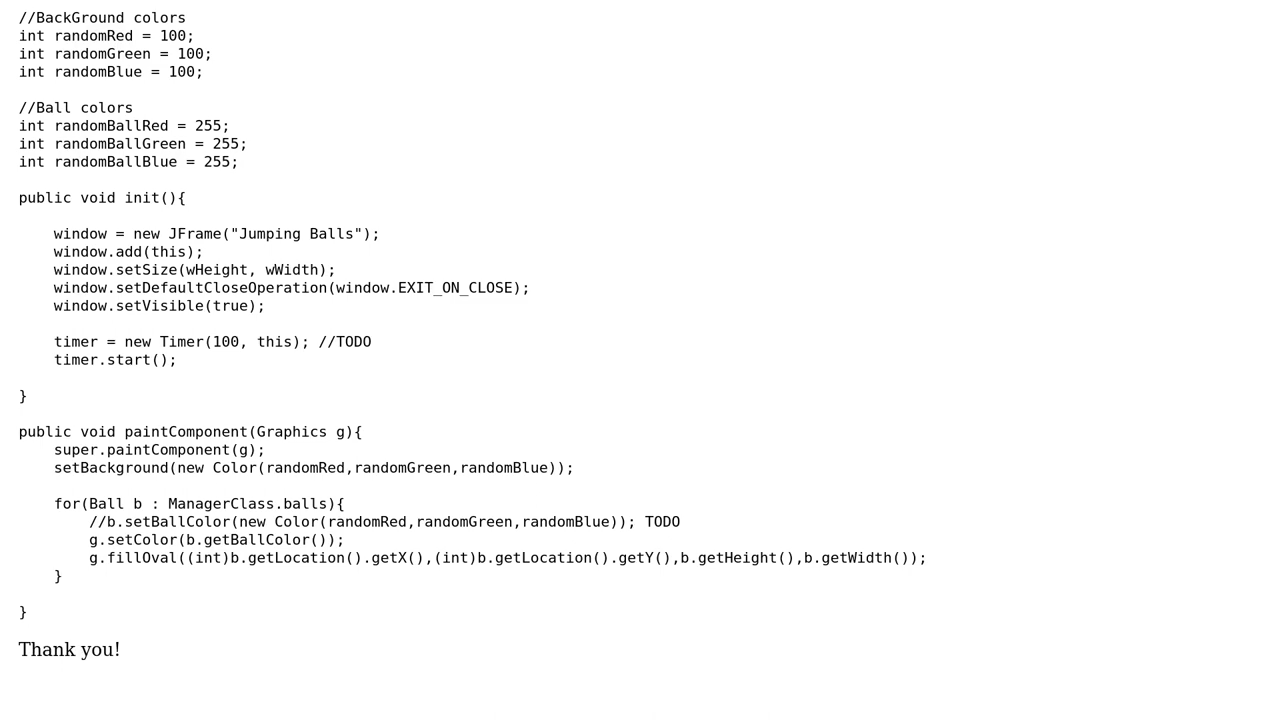 //BackGround colors
int randomRed = 100;
int randomGreen = 100;
int randomBlue = 100;

//Ball colors
int randomBallRed = 255;
int randomBallGreen = 255;
int randomBallBlue = 255;

public void init(){

    window = new JFrame("Jumping Balls");
    window.add(this);
    window.setSize(wHeight, wWidth);
    window.setDefaultCloseOperation(window.EXIT_ON_CLOSE);
    window.setVisible(true);

    timer = new Timer(100, this); //TODO
    timer.start();

}

public void paintComponent(Graphics g){
    super.paintComponent(g);
    setBackground(new Color(randomRed,randomGreen,randomBlue));

    for(Ball b : ManagerClass.balls){
        //b.setBallColor(new Color(randomRed,randomGreen,randomBlue)); TODO
        g.setColor(b.getBallColor());
        g.fillOval((int)b.getLocation().getX(),(int)b.getLocation().getY(),b.getHeight(),b.getWidth());
    }

}
Thank you!